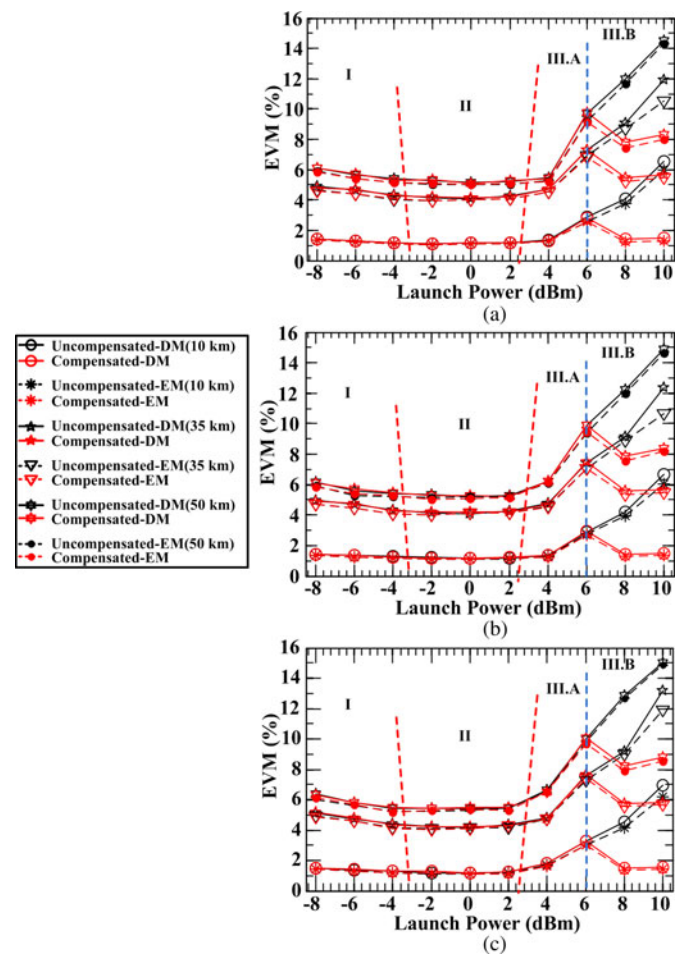 16
14
12
10
8
6
4
2
0
EVM (%)
I
II
III.A
III.B
-8 -6 -4 -2 0 2 4 6 8 10
Launch Power (dBm)
(a)
Uncompensated-DM(10 km)
Compensated-DM
Uncompensated-EM(10 km)
Compensated-EM
Uncompensated-DM(35 km)
Compensated-DM
Uncompensated-EM(35 km)
Compensated-EM
Uncompensated-DM(50 km)
Compensated-DM
Uncompensated-EM(50 km)
Compensated-EM
16
14
12
10
8
6
4
2
0
EVM (%)
I
II
III.A
III.B
-8 -6 -4 -2 0 2 4 6 8 10
Launch Power (dBm)
(b)
16
14
12
10
8
6
4
2
0
EVM (%)
I
II
III.A
III.B
-8 -6 -4 -2 0 2 4 6 8 10
Launch Power (dBm)
(c)